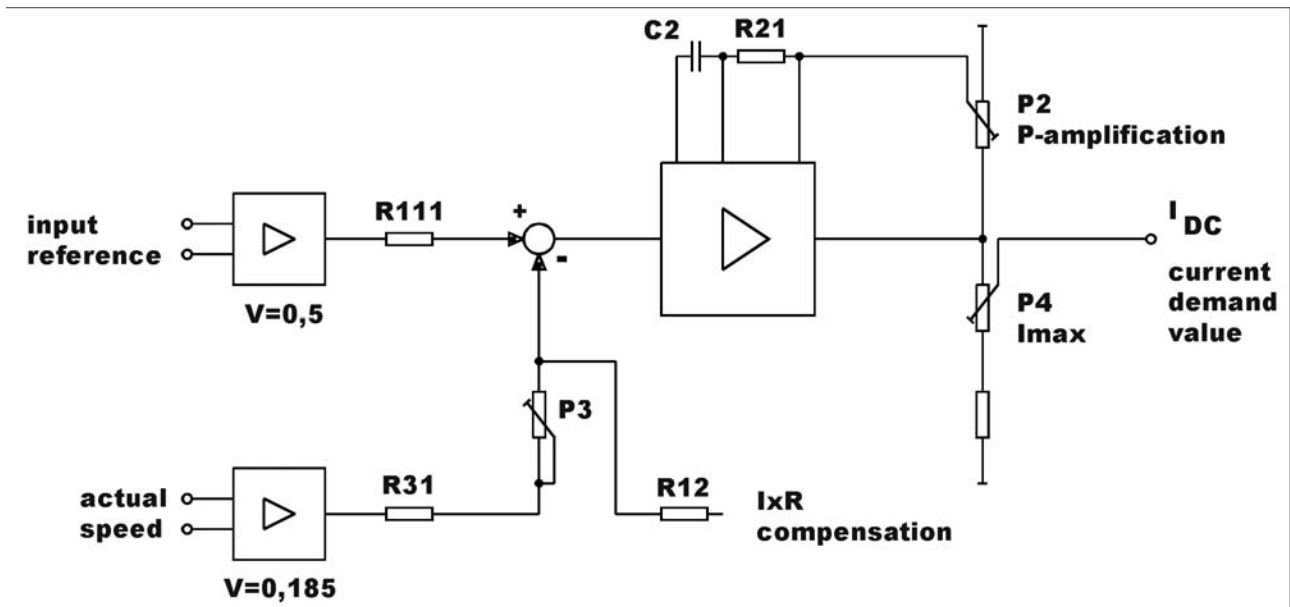 C2
R21
P2
P-amplification
input
reference
V=0,5
R111
+
-
I DC
current
demand
value
P4
Imax
P3
actual
speed
V=0,185
R31
R12
IxR
compensation